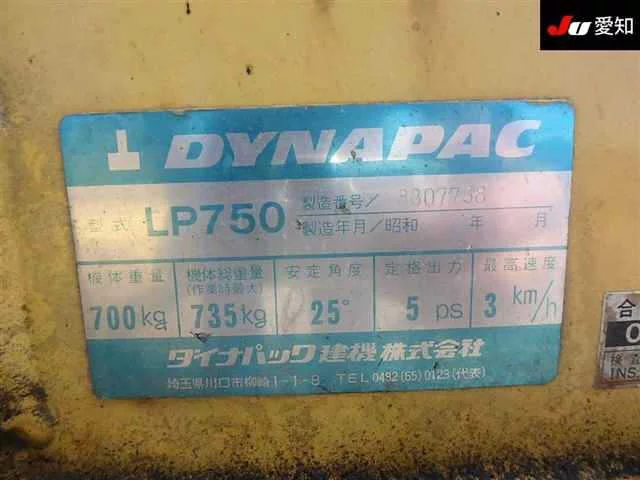 JU 愛知
DYNAPAC
型式 LP750
製造番号/
製造年月/昭和 年 月
機体重量 機体総重量 安定角度 定格出力 最高速度
(作業時最大)
700kg 735kg 25° 5 ps 3 km/h
ダイナパック建機株式会社
埼玉県川口市柳崎1-1-8 TEL 0482(65)0123(代表)
合
INS